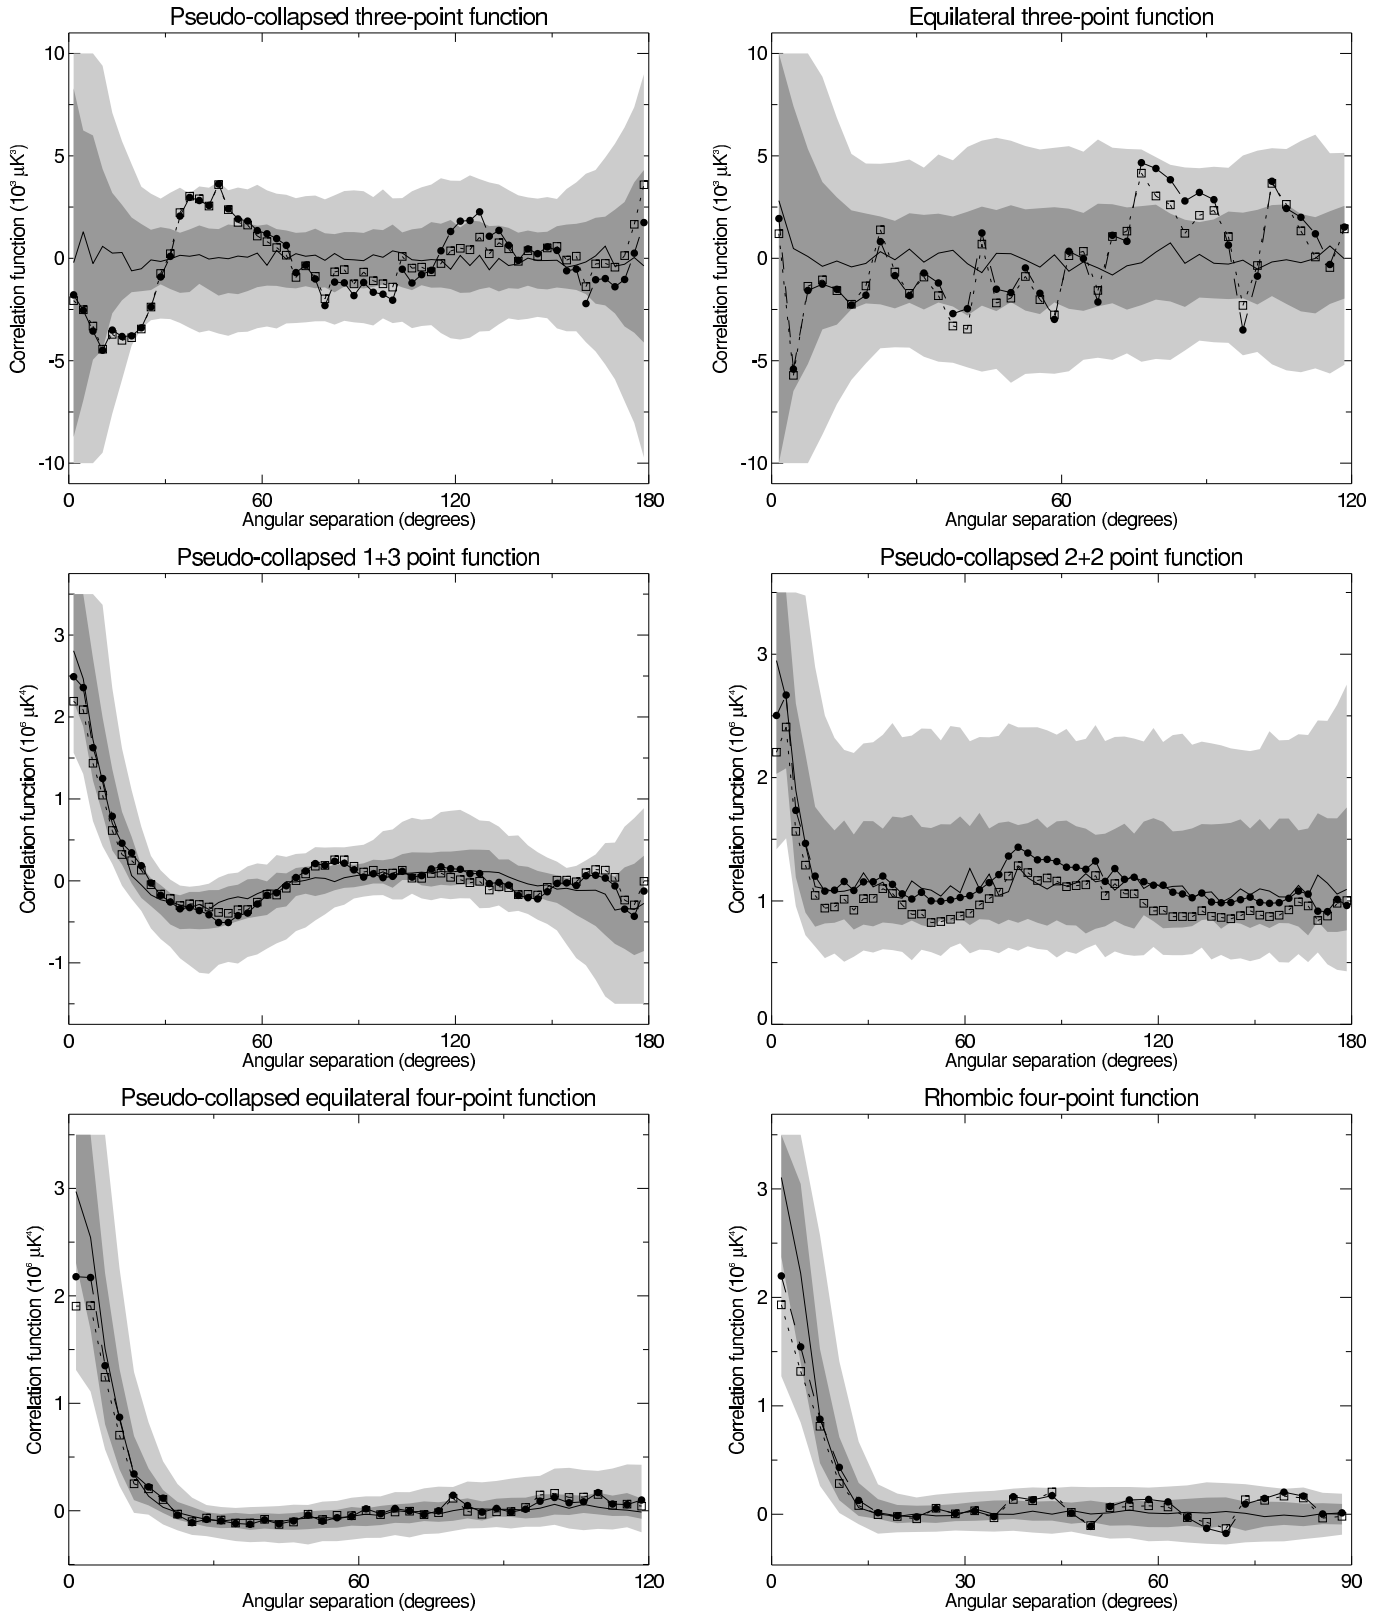 Pseudo-collapsed three-point function
Correlation function (10³ μK³)
10
5
0
-5
-10
0 60 120 180
Angular separation (degrees)
Equilateral three-point function
Correlation function (10³ μK³)
10
5
0
-5
-10
0 60 120
Angular separation (degrees)
Pseudo-collapsed 1+3 point function
Correlation function (10⁶ μK⁴)
3
2
1
0
-1
0 60 120 180
Angular separation (degrees)
Pseudo-collapsed 2+2 point function
Correlation function (10⁶ μK⁴)
3
2
1
0
0 60 120 180
Angular separation (degrees)
Pseudo-collapsed equilateral four-point function
Correlation function (10⁶ μK⁴)
3
2
1
0
0 60 120
Angular separation (degrees)
Rhombic four-point function
Correlation function (10⁶ μK⁴)
3
2
1
0
0 30 60 90
Angular separation (degrees)